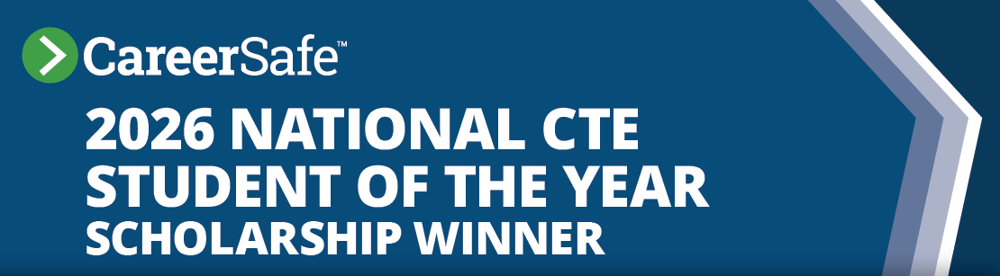 CareerSafe™
2026 NATIONAL CTE
STUDENT OF THE YEAR
SCHOLARSHIP WINNER